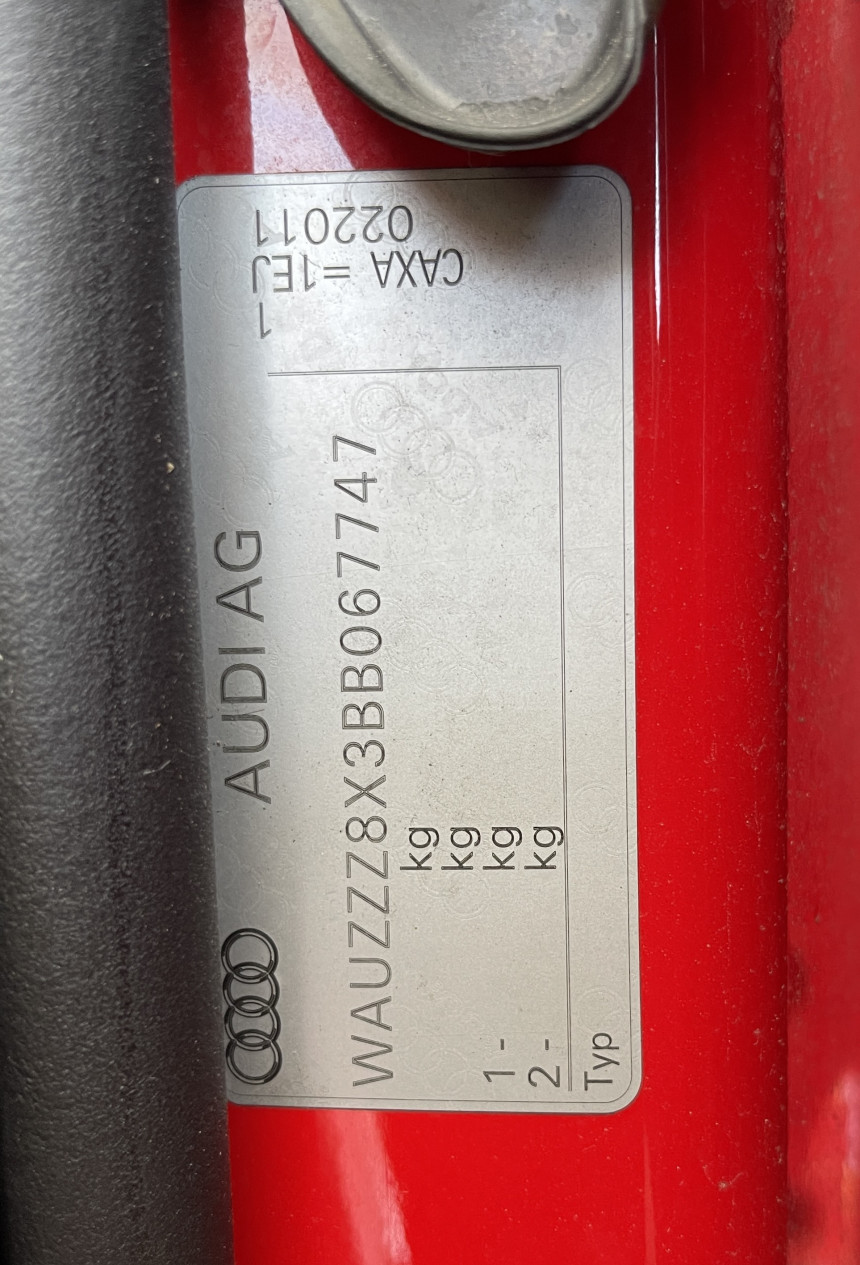 AUDI AG
WAUZZZ8X3BB067747
kg
kg
1 - kg
2 - kg
Typ
1
CAXA =1EJ
022011